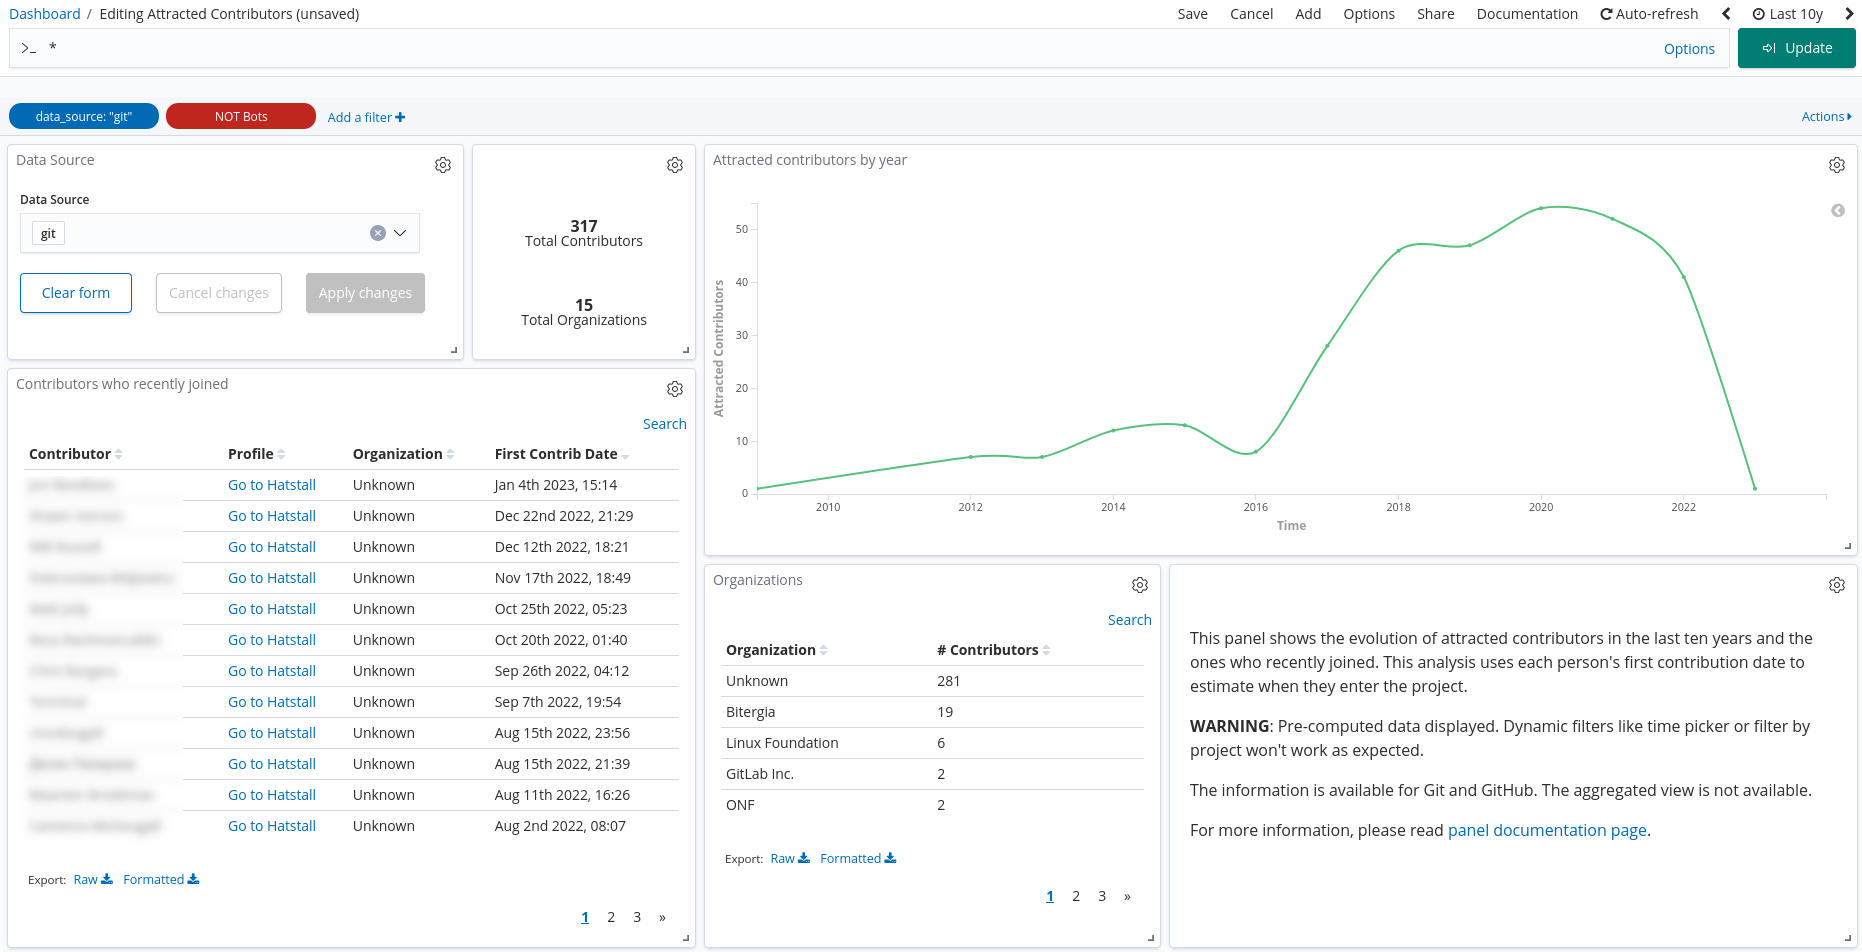 Dashboard / Editing Attracted Contributors (unsaved)
Save Cancel Add Options Share Documentation Auto-refresh Last 10y
>_ * Options Update
data_source: "git" NOT Bots Add a filter Actions
Data Source
Data Source
git
Clear form Cancel changes Apply changes
317
Total Contributors
15
Total Organizations
Attracted contributors by year
Attracted Contributors
50
40
30
20
10
0
2010 2012 2014 2016 2018 2020 2022
Time
Contributors who recently joined
Search
Contributor Profile Organization First Contrib Date
Go to Hatstall Unknown Jan 4th 2023, 15:14
Go to Hatstall Unknown Dec 22nd 2022, 21:29
Go to Hatstall Unknown Dec 12th 2022, 18:21
Go to Hatstall Unknown Nov 17th 2022, 18:49
Go to Hatstall Unknown Oct 25th 2022, 05:23
Go to Hatstall Unknown Oct 20th 2022, 01:40
Go to Hatstall Unknown Sep 26th 2022, 04:12
Go to Hatstall Unknown Sep 7th 2022, 19:54
Go to Hatstall Unknown Aug 15th 2022, 23:56
Go to Hatstall Unknown Aug 15th 2022, 21:39
Go to Hatstall Unknown Aug 11th 2022, 16:26
Go to Hatstall Unknown Aug 2nd 2022, 08:07
Export: Raw Formatted
1 2 3 »
Organizations
Search
Organization # Contributors
Unknown 281
Bitergia 19
Linux Foundation 6
GitLab Inc. 2
ONF 2
Export: Raw Formatted
1 2 3 »
This panel shows the evolution of attracted contributors in the last ten years and the
ones who recently joined. This analysis uses each person's first contribution date to
estimate when they enter the project.
WARNING: Pre-computed data displayed. Dynamic filters like time picker or filter by
project won't work as expected.
The information is available for Git and GitHub. The aggregated view is not available.
For more information, please read panel documentation page.